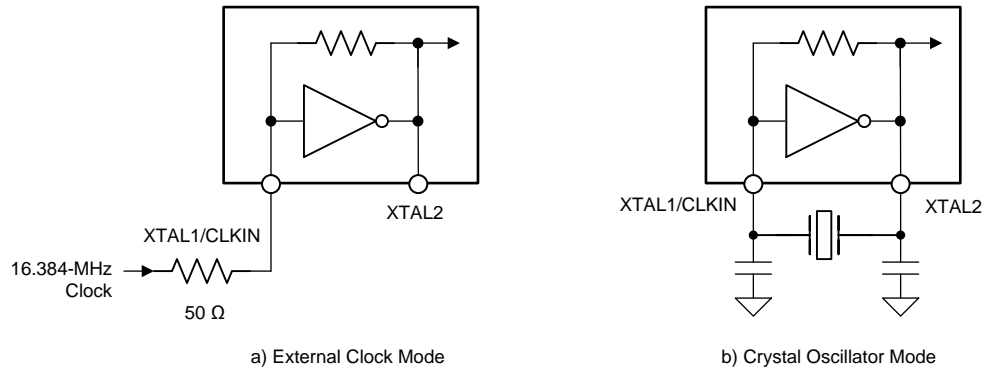 XTAL2
XTAL1/CLKIN
16.384-MHz
Clock
50 Ω
a) External Clock Mode
XTAL1/CLKIN
XTAL2
b) Crystal Oscillator Mode